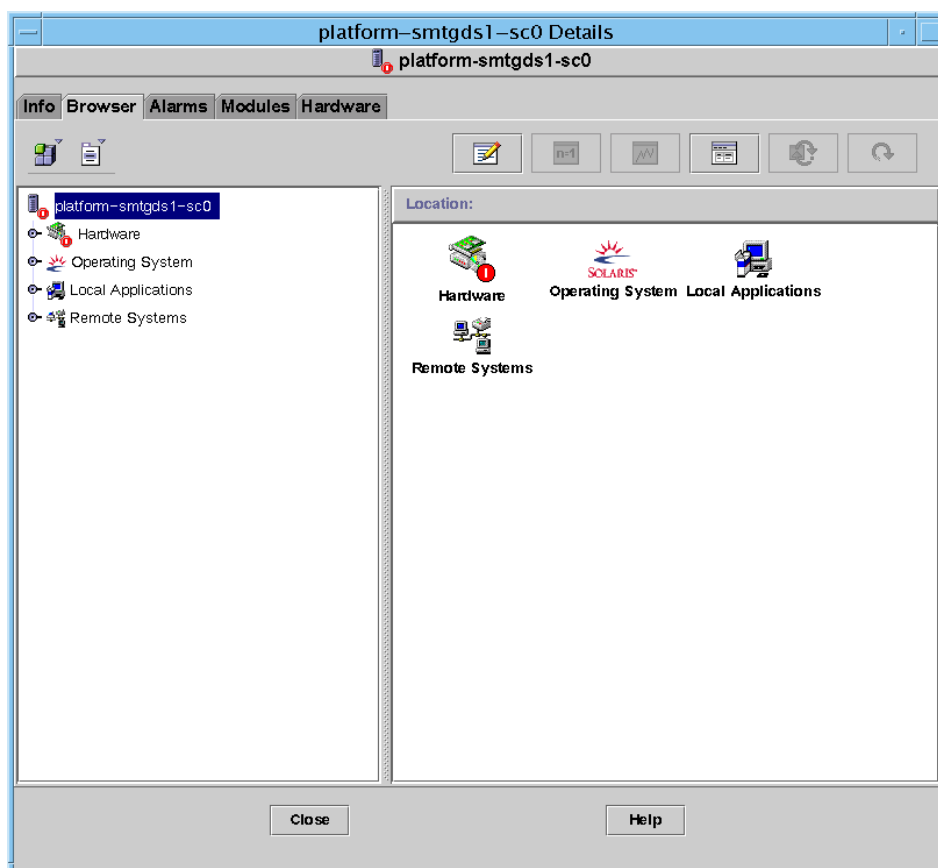 platform-smtgds1-sc0 Details
platform-smtgds1-sc0
Info Browser Alarms Modules Hardware
n=1
platform-smtgds1-sc0
Hardware
Operating System
Local Applications
Remote Systems
Location:
SOLARIS
Hardware Operating System Local Applications
Remote Systems
Close Help